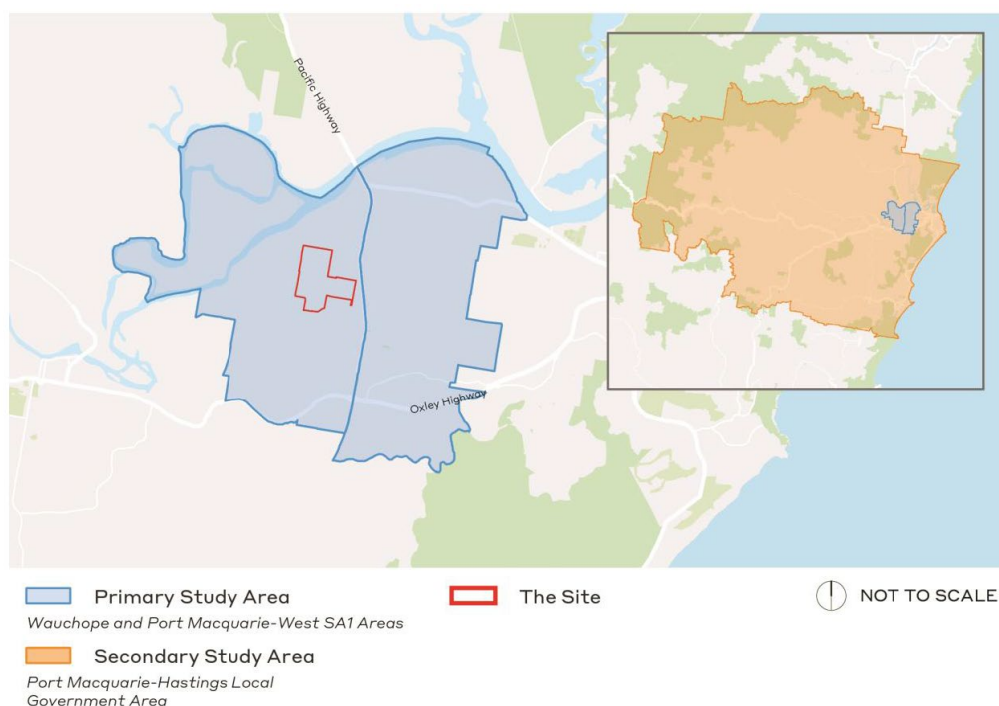 Pacific Highway
Oxley Highway
Primary Study Area
Wauchope and Port Macquarie-West SA1 Areas
Secondary Study Area
Port Macquarie-Hastings Local
Government Area
The Site
NOT TO SCALE